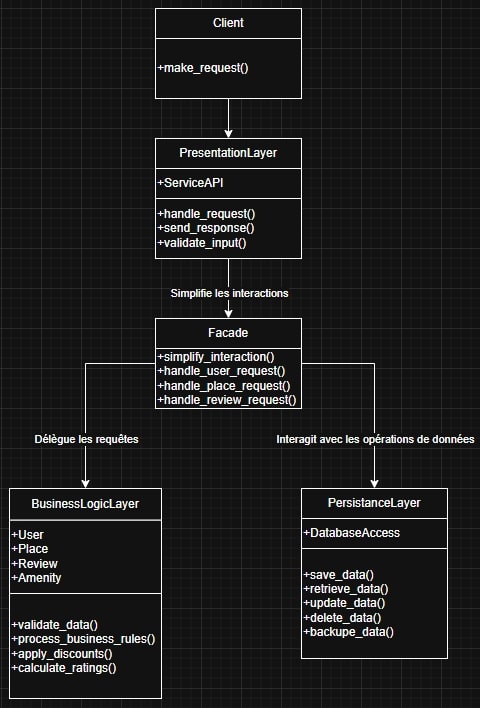 Client
+make_request()
PresentationLayer
+ServiceAPI
+handle_request()
+send_response()
+validate_input()
Simplifie les interactions
Facade
+simplify_interaction()
+handle_user_request()
+handle_place_request()
+handle_review_request()
Délègue les requêtes
Interagit avec les opérations de données
BusinessLogicLayer
+User
+Place
+Review
+Amenity
+validate_data()
+process_business_rules()
+apply_discounts()
+calculate_ratings()
PersistanceLayer
+DatabaseAccess
+save_data()
+retrieve_data()
+update_data()
+delete_data()
+backupe_data()